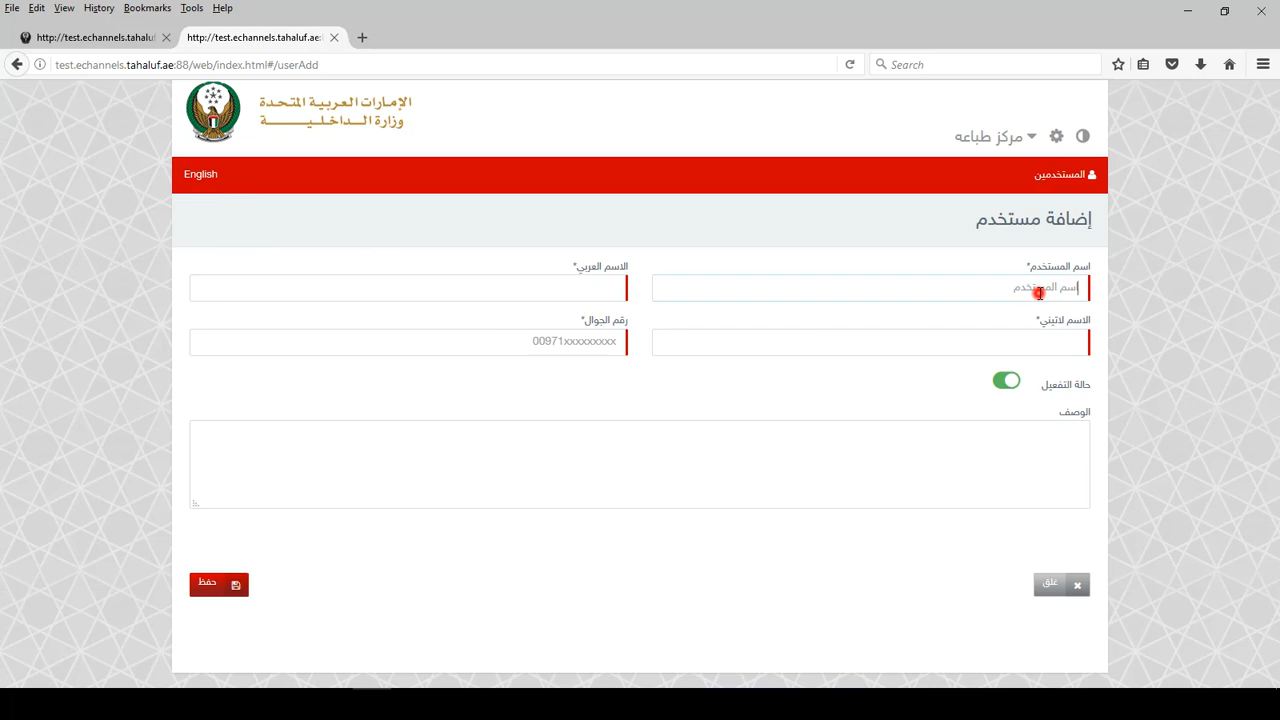 File Edit View History Bookmarks Tools Help
http://test.echannels.tahaluf
http://test.echannels.tahaluf.ae:
test.echannels.tahaluf.ae:88/web/index.html#/userAdd
Search
الإمارات العربية المتحدة
وزارة الداخلية
مركز طباعه
المستخدمين
English
إضافة مستخدم
اسم المستخدم*
الاسم العربي*
اسم المستخدم
الاسم لاتيني*
رقم الجوال*
00971xxxxxxxxx
حالة التفعيل
الوصف
غلق
حفظ